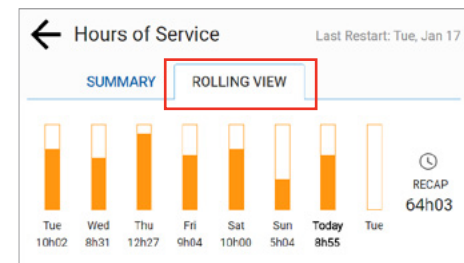 Hours of Service Last Restart: Tue, Jan 17
SUMMARY ROLLING VIEW
RECAP
64h03
Tue Wed Thu Fri Sat Sun Today Tue
10h02 8h31 12h27 9h04 10h00 5h04 8h55